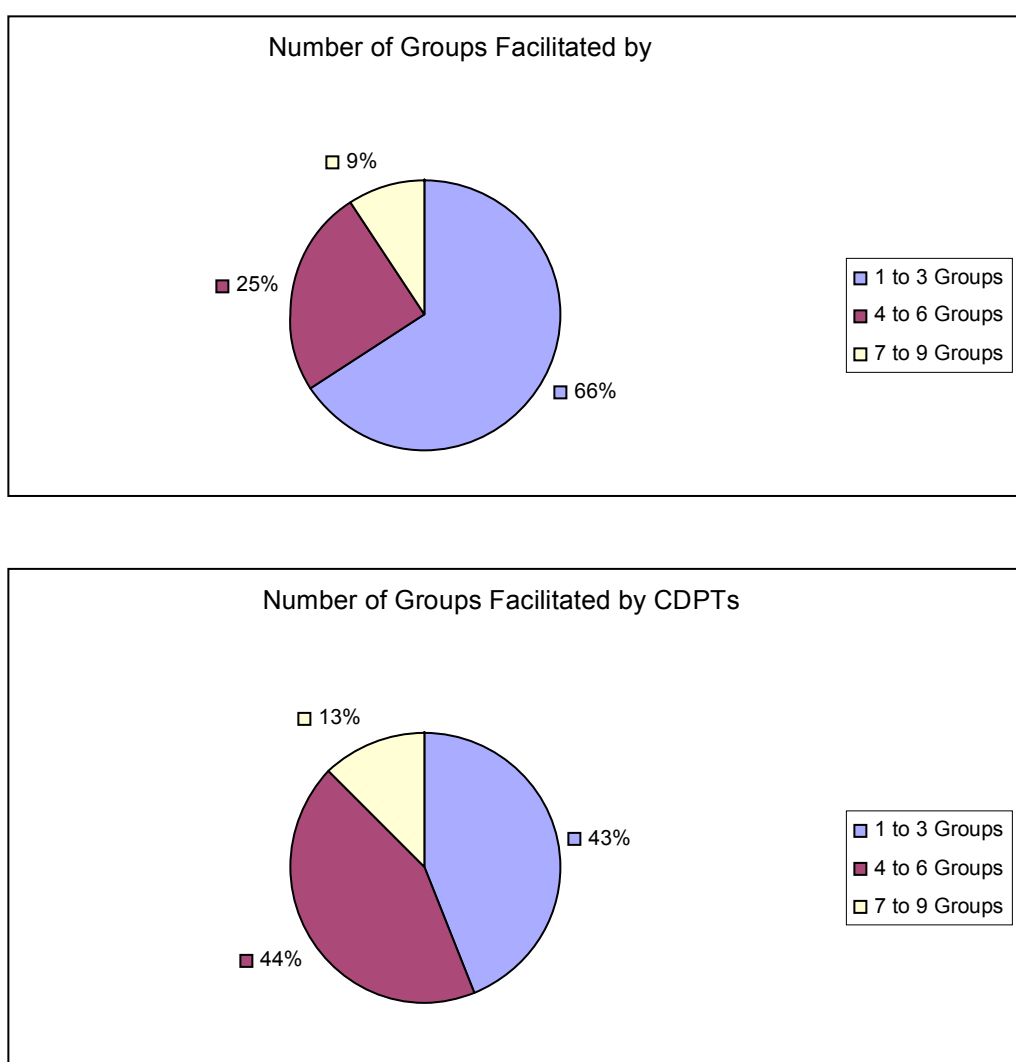 Number of Groups Facilitated by
9%
25%
66%
1 to 3 Groups
4 to 6 Groups
7 to 9 Groups
Number of Groups Facilitated by CDPTs
13%
43%
44%
1 to 3 Groups
4 to 6 Groups
7 to 9 Groups